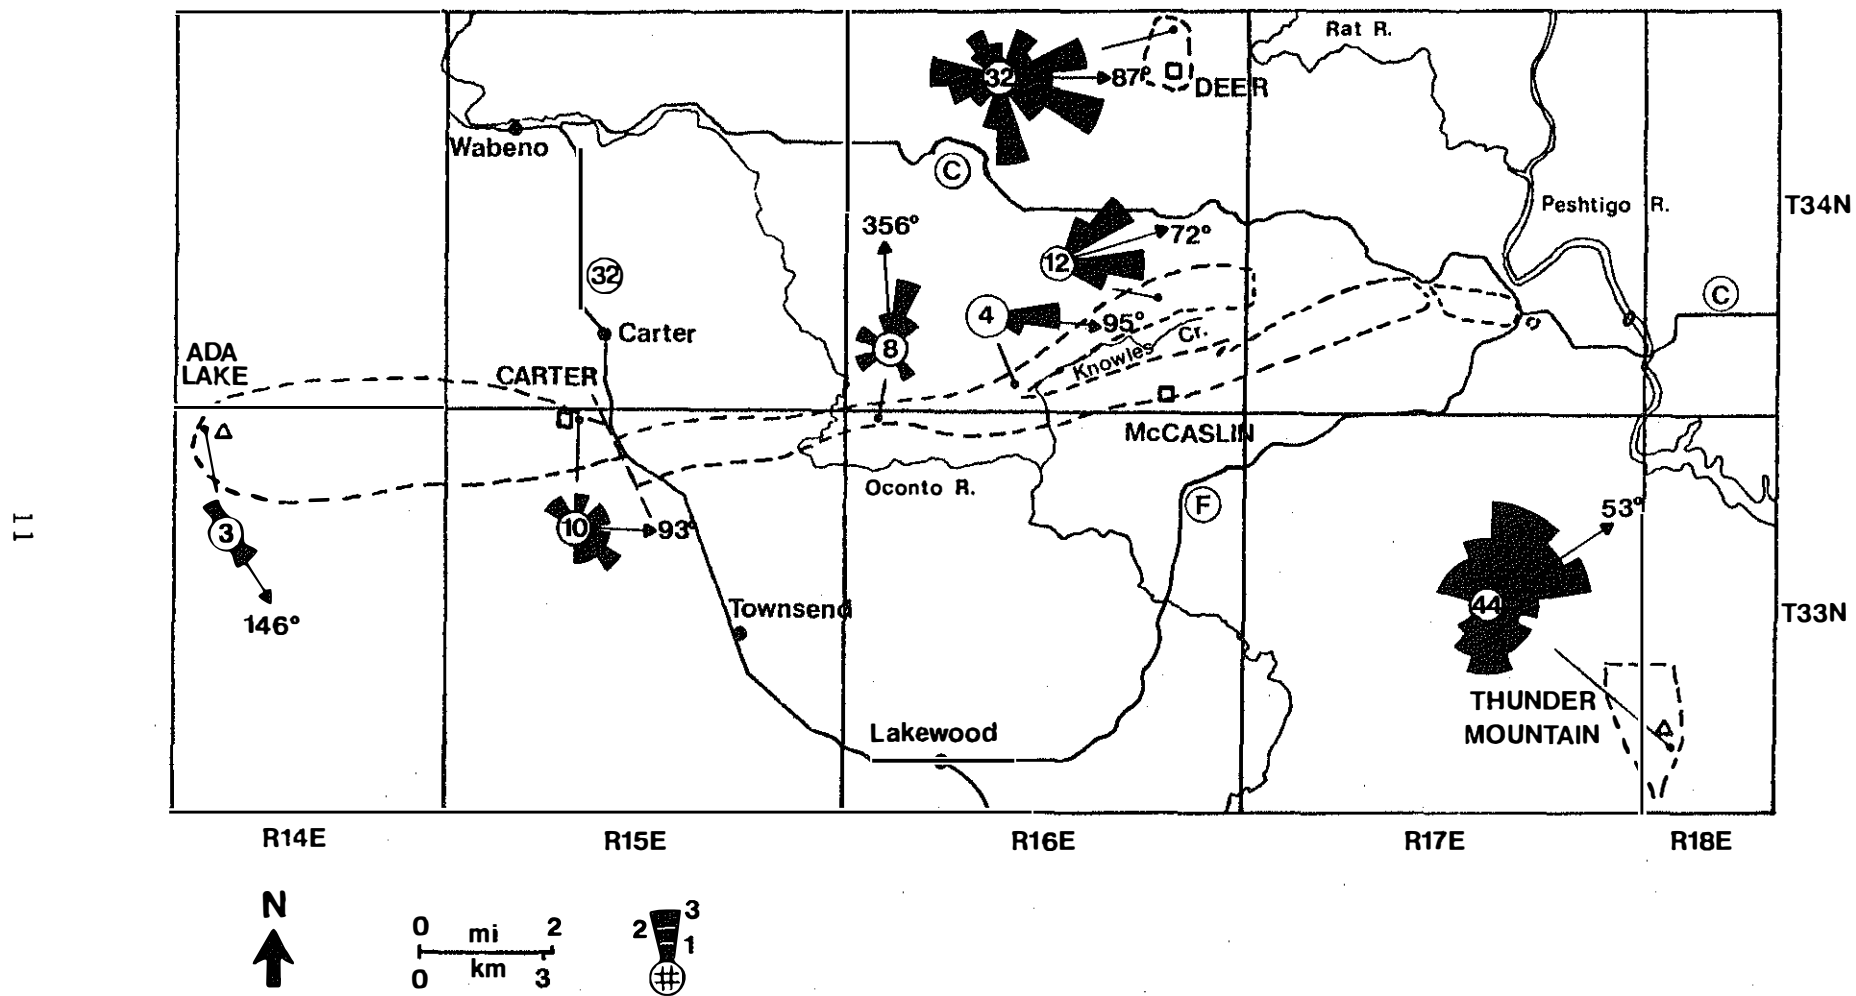 Rat R.
32
87°
DEER
Wabeno
C
Peshtigo R.
T34N
356°
12
72°
32
C
4
95°
Carter
8
Knowles Cr.
ADA
LAKE
CARTER
McCASLIN
Oconto R.
F
53°
3
10
93°
11
44
146°
Townsend
T33N
THUNDER
MOUNTAIN
Lakewood
R14E
R15E
R16E
R17E
R18E
N
0 mi 2
0 km 3
3
2
1
#